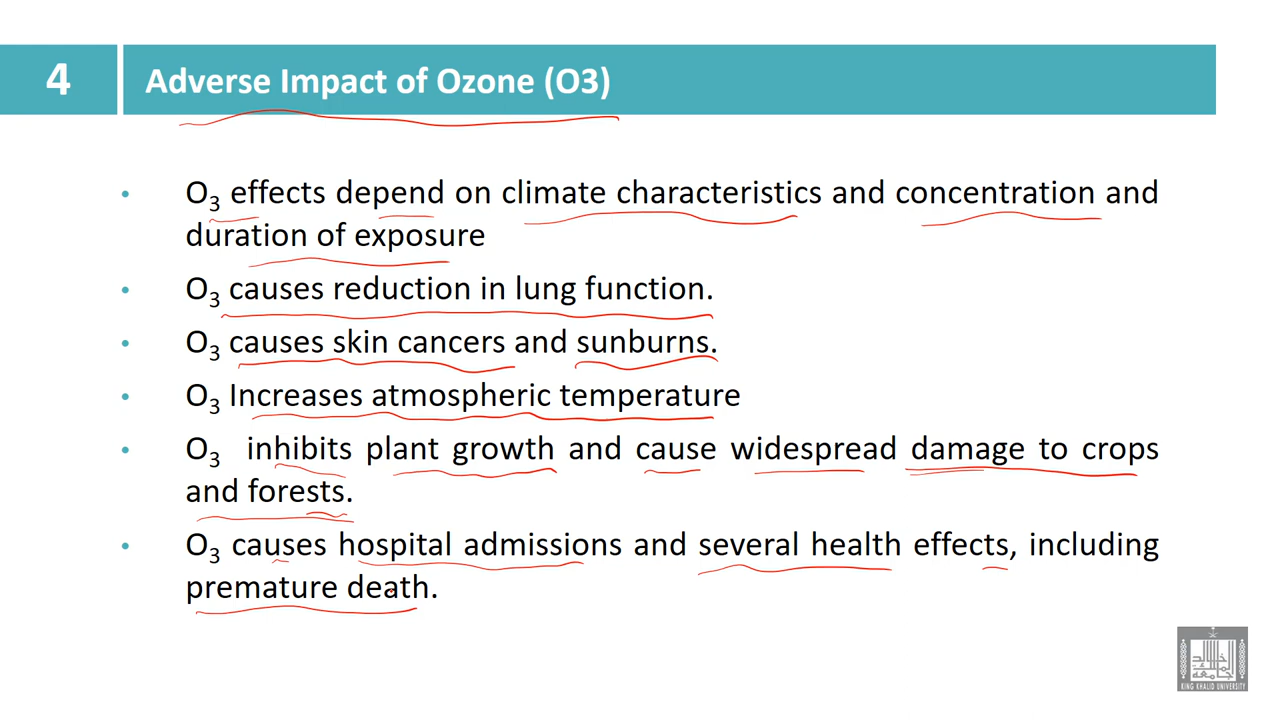 4
Adverse Impact of Ozone (O3)
• O₃ effects depend on climate characteristics and concentration and
duration of exposure
• O₃ causes reduction in lung function.
• O₃ causes skin cancers and sunburns.
• O₃ Increases atmospheric temperature
• O₃ inhibits plant growth and cause widespread damage to crops
and forests.
• O₃ causes hospital admissions and several health effects, including
premature death.
KING KHALID UNIVERSITY